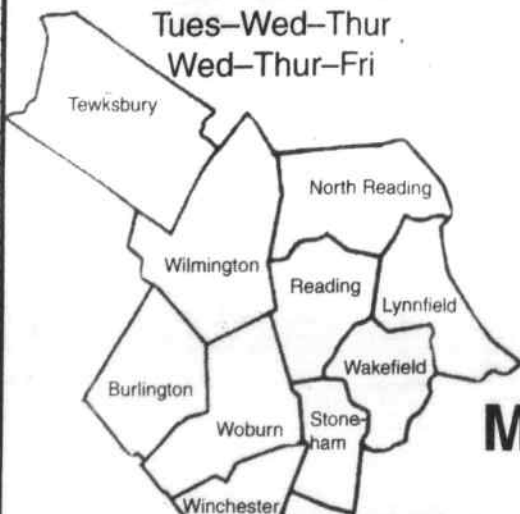 Tues–Wed–Thur
Wed–Thur–Fri
Tewksbury
North Reading
Wilmington
Reading
Lynnfield
Wakefield
Burlington
Woburn
Stone-
ham
M
Winchester